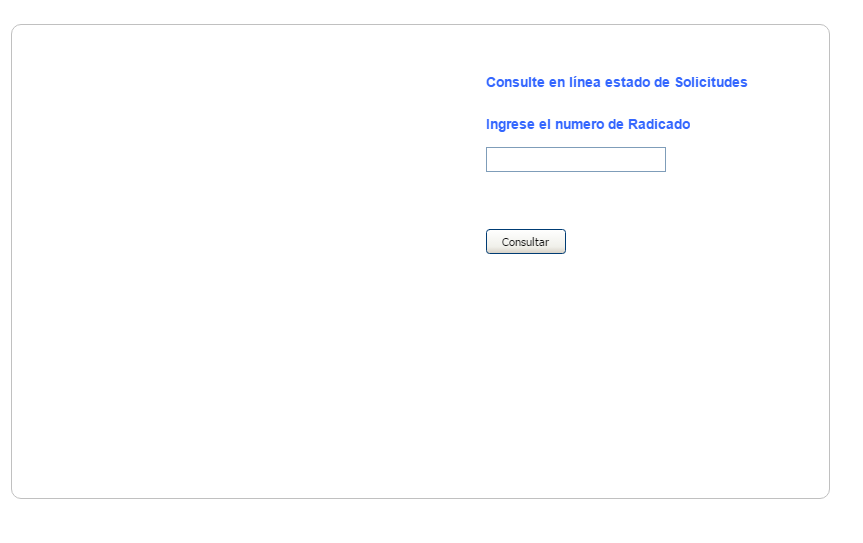 Consulte en línea estado de Solicitudes
Ingrese el numero de Radicado
Consultar